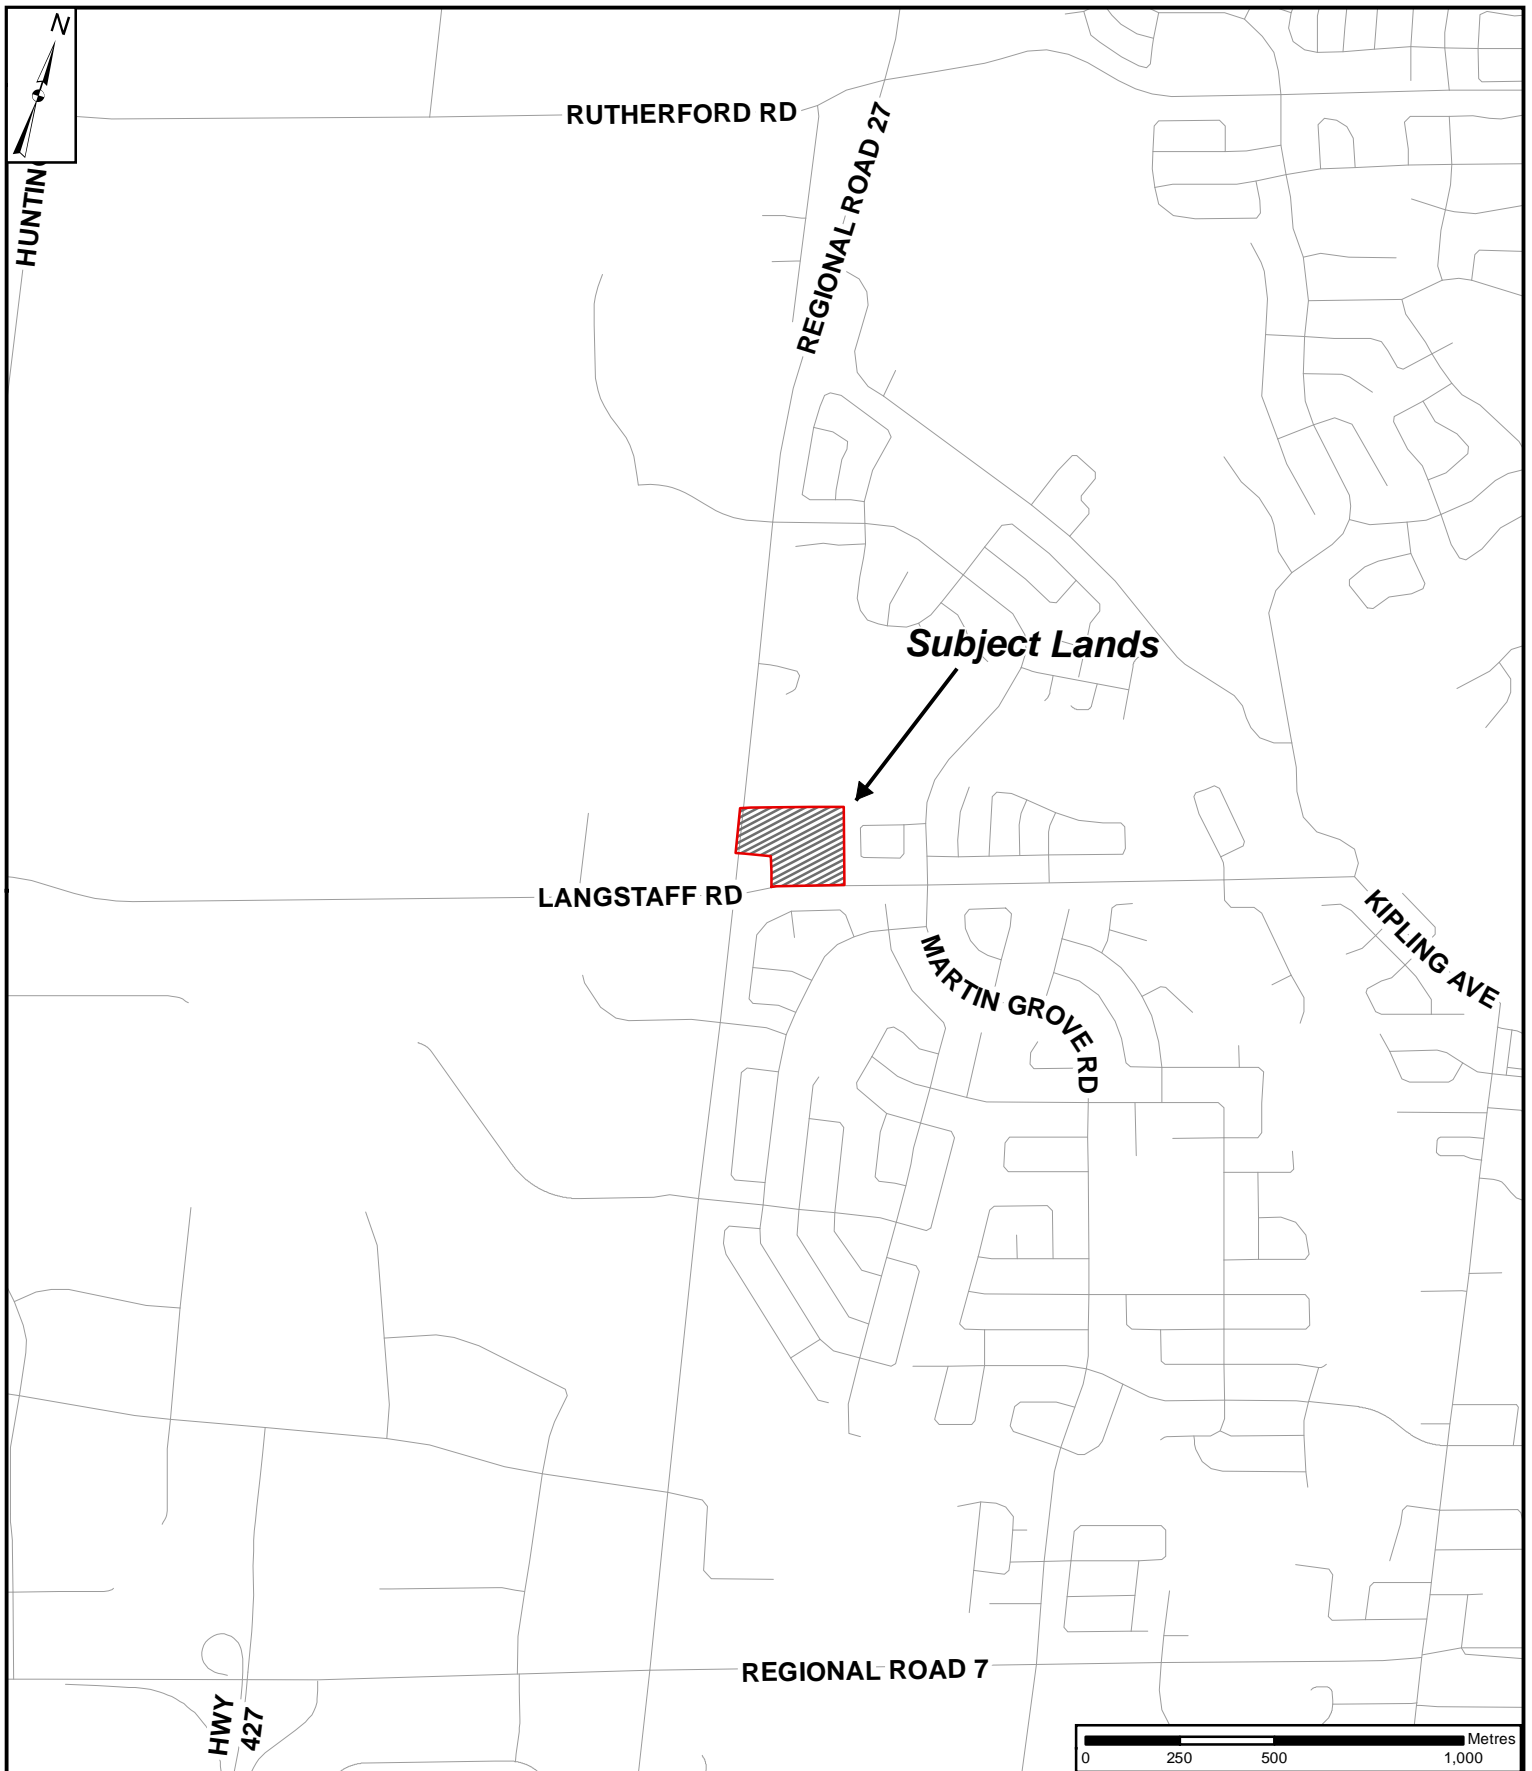 N
RUTHERFORD RD
REGIONAL ROAD 27
HUNTING
Subject Lands
LANGSTAFF RD
KIPLING AVE
MARTIN GROVE RD
REGIONAL ROAD 7
HWY
427
Metres
0 250 500 1,000